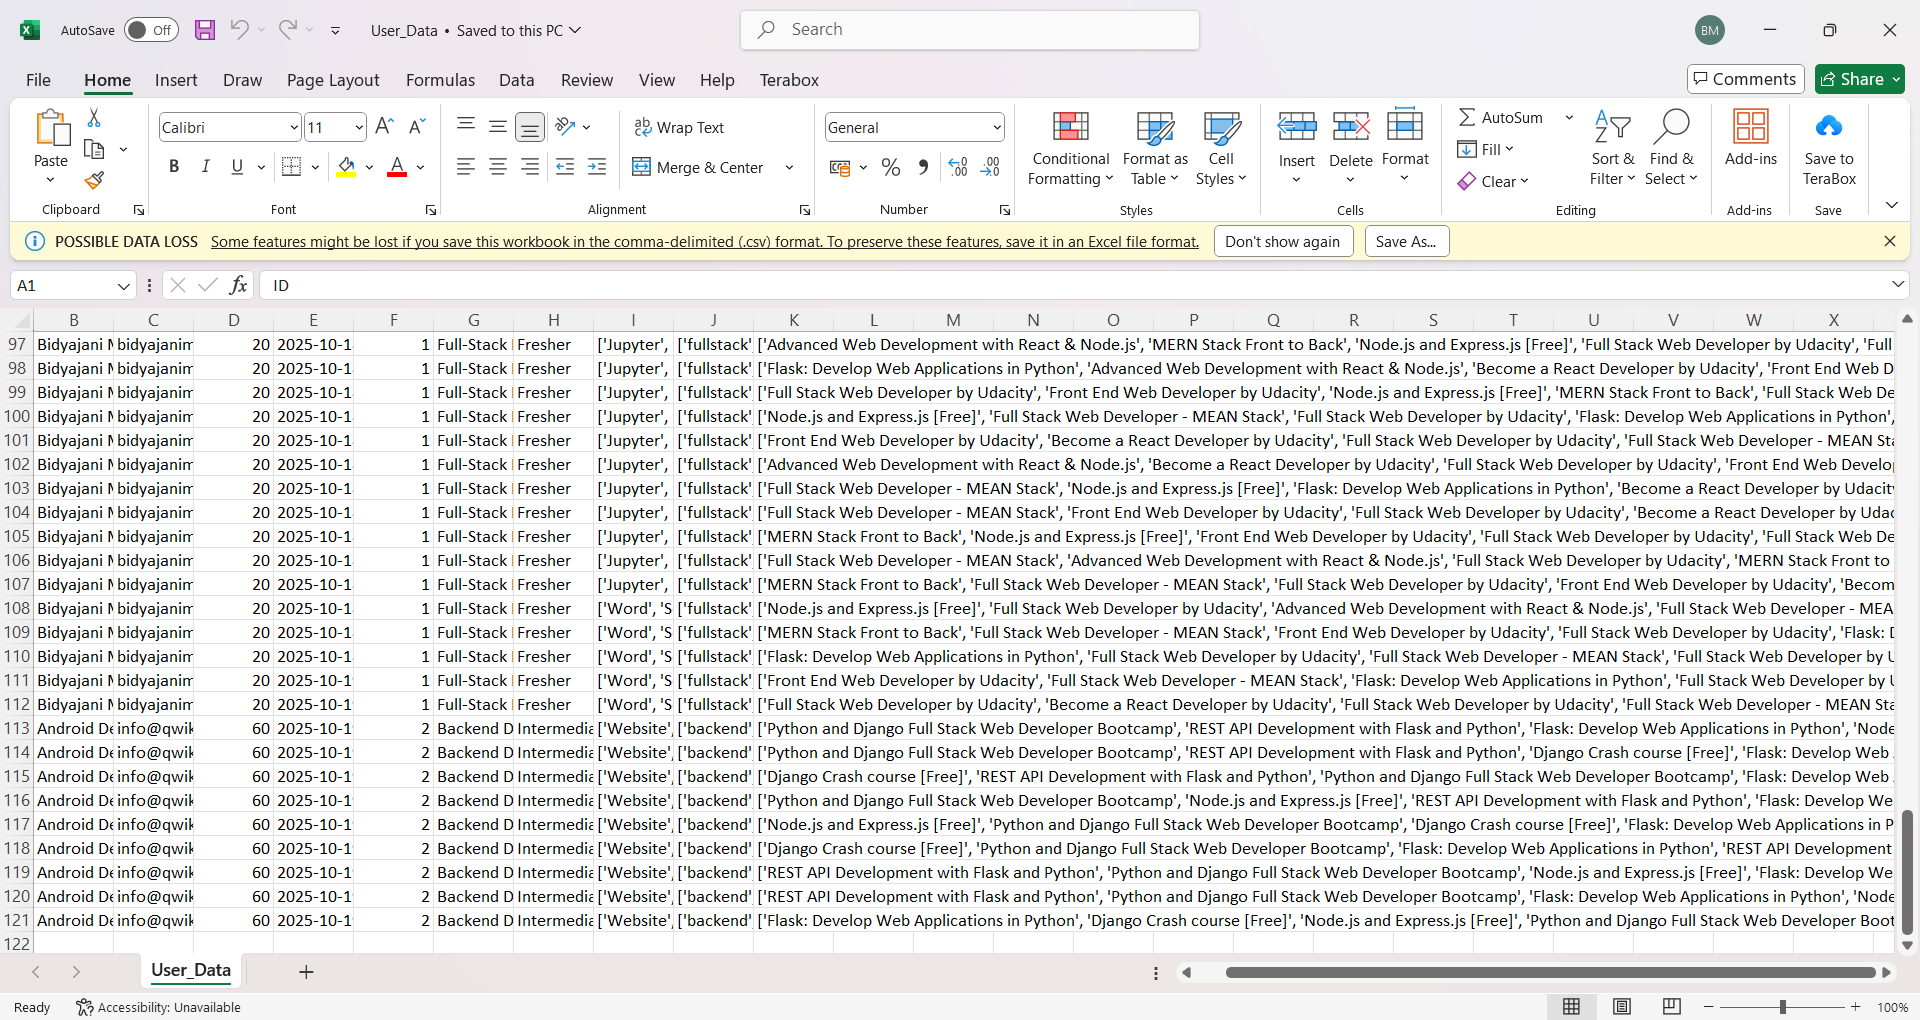 AutoSave Off User_Data • Saved to this PC Search BM
File Home Insert Draw Page Layout Formulas Data Review View Help Terabox Comments Share
Paste
Calibri 11
B I U A
Wrap Text
Merge & Center
General
Conditional Formatting
Format as Table
Cell Styles
Insert Delete Format
AutoSum
Fill
Clear
Sort & Filter
Find & Select
Add-ins
Save to TeraBox
Clipboard Font Alignment Number Styles Cells Editing Add-ins Save
POSSIBLE DATA LOSS Some features might be lost if you save this workbook in the comma-delimited (.csv) format. To preserve these features, save it in an Excel file format. Don't show again Save As...
A1 fx ID
B C D E F G H I J K L M N O P Q R S T U V W X
97 Bidyajani M bidyajanim 20 2025-10-1 1 Full-Stack Fresher ['Jupyter', ['fullstack', ['Advanced Web Development with React & Node.js', 'MERN Stack Front to Back', 'Node.js and Express.js [Free]', 'Full Stack Web Developer by Udacity', 'Full
98 Bidyajani M bidyajanim 20 2025-10-1 1 Full-Stack Fresher ['Jupyter', ['fullstack', ['Flask: Develop Web Applications in Python', 'Advanced Web Development with React & Node.js', 'Become a React Developer by Udacity', 'Front End Web D
99 Bidyajani M bidyajanim 20 2025-10-1 1 Full-Stack Fresher ['Jupyter', ['fullstack', ['Full Stack Web Developer by Udacity', 'Front End Web Developer by Udacity', 'Node.js and Express.js [Free]', 'MERN Stack Front to Back', 'Full Stack Web De
100 Bidyajani M bidyajanim 20 2025-10-1 1 Full-Stack Fresher ['Jupyter', ['fullstack', ['Node.js and Express.js [Free]', 'Full Stack Web Developer - MEAN Stack', 'Full Stack Web Developer by Udacity', 'Flask: Develop Web Applications in Python',
101 Bidyajani M bidyajanim 20 2025-10-1 1 Full-Stack Fresher ['Jupyter', ['fullstack', ['Front End Web Developer by Udacity', 'Become a React Developer by Udacity', 'Full Stack Web Developer by Udacity', 'Full Stack Web Developer - MEAN Sta
102 Bidyajani M bidyajanim 20 2025-10-1 1 Full-Stack Fresher ['Jupyter', ['fullstack', ['Advanced Web Development with React & Node.js', 'Become a React Developer by Udacity', 'Full Stack Web Developer by Udacity', 'Front End Web Develo
103 Bidyajani M bidyajanim 20 2025-10-1 1 Full-Stack Fresher ['Jupyter', ['fullstack', ['Full Stack Web Developer - MEAN Stack', 'Node.js and Express.js [Free]', 'Flask: Develop Web Applications in Python', 'Become a React Developer by Udacit
104 Bidyajani M bidyajanim 20 2025-10-1 1 Full-Stack Fresher ['Jupyter', ['fullstack', ['Full Stack Web Developer - MEAN Stack', 'Front End Web Developer by Udacity', 'Full Stack Web Developer by Udacity', 'Become a React Developer by Udac
105 Bidyajani M bidyajanim 20 2025-10-1 1 Full-Stack Fresher ['Jupyter', ['fullstack', ['MERN Stack Front to Back', 'Node.js and Express.js [Free]', 'Front End Web Developer by Udacity', 'Full Stack Web Developer by Udacity', 'Full Stack Web De
106 Bidyajani M bidyajanim 20 2025-10-1 1 Full-Stack Fresher ['Jupyter', ['fullstack', ['Full Stack Web Developer - MEAN Stack', 'Advanced Web Development with React & Node.js', 'Full Stack Web Developer by Udacity', 'MERN Stack Front to
107 Bidyajani M bidyajanim 20 2025-10-1 1 Full-Stack Fresher ['Jupyter', ['fullstack', ['MERN Stack Front to Back', 'Full Stack Web Developer - MEAN Stack', 'Full Stack Web Developer by Udacity', 'Front End Web Developer by Udacity', 'Becom
108 Bidyajani M bidyajanim 20 2025-10-1 1 Full-Stack Fresher ['Word', 'S ['fullstack', ['Node.js and Express.js [Free]', 'Full Stack Web Developer by Udacity', 'Advanced Web Development with React & Node.js', 'Full Stack Web Developer - MEA
109 Bidyajani M bidyajanim 20 2025-10-1 1 Full-Stack Fresher ['Word', 'S ['fullstack', ['MERN Stack Front to Back', 'Full Stack Web Developer - MEAN Stack', 'Front End Web Developer by Udacity', 'Full Stack Web Developer by Udacity', 'Flask: D
110 Bidyajani M bidyajanim 20 2025-10-1 1 Full-Stack Fresher ['Word', 'S ['fullstack', ['Flask: Develop Web Applications in Python', 'Full Stack Web Developer by Udacity', 'Full Stack Web Developer - MEAN Stack', 'Full Stack Web Developer by U
111 Bidyajani M bidyajanim 20 2025-10-1 1 Full-Stack Fresher ['Word', 'S ['fullstack', ['Front End Web Developer by Udacity', 'Full Stack Web Developer - MEAN Stack', 'Flask: Develop Web Applications in Python', 'Full Stack Web Developer by U
112 Bidyajani M bidyajanim 20 2025-10-1 1 Full-Stack Fresher ['Word', 'S ['fullstack', ['Full Stack Web Developer by Udacity', 'Become a React Developer by Udacity', 'Full Stack Web Developer by Udacity', 'Full Stack Web Developer - MEAN Sta
113 Android De info@qwik 60 2025-10-1 2 Backend D Intermedia ['Website', ['backend', ['Python and Django Full Stack Web Developer Bootcamp', 'REST API Development with Flask and Python', 'Flask: Develop Web Applications in Python', 'Node
114 Android De info@qwik 60 2025-10-1 2 Backend D Intermedia ['Website', ['backend', ['Python and Django Full Stack Web Developer Bootcamp', 'REST API Development with Flask and Python', 'Django Crash course [Free]', 'Flask: Develop Web
115 Android De info@qwik 60 2025-10-1 2 Backend D Intermedia ['Website', ['backend', ['Django Crash course [Free]', 'REST API Development with Flask and Python', 'Python and Django Full Stack Web Developer Bootcamp', 'Flask: Develop Web
116 Android De info@qwik 60 2025-10-1 2 Backend D Intermedia ['Website', ['backend', ['Python and Django Full Stack Web Developer Bootcamp', 'Node.js and Express.js [Free]', 'REST API Development with Flask and Python', 'Flask: Develop We
117 Android De info@qwik 60 2025-10-1 2 Backend D Intermedia ['Website', ['backend', ['Node.js and Express.js [Free]', 'Python and Django Full Stack Web Developer Bootcamp', 'Django Crash course [Free]', 'Flask: Develop Web Applications in P
118 Android De info@qwik 60 2025-10-1 2 Backend D Intermedia ['Website', ['backend', ['Django Crash course [Free]', 'Python and Django Full Stack Web Developer Bootcamp', 'Flask: Develop Web Applications in Python', 'REST API Development
119 Android De info@qwik 60 2025-10-1 2 Backend D Intermedia ['Website', ['backend', ['REST API Development with Flask and Python', 'Python and Django Full Stack Web Developer Bootcamp', 'Node.js and Express.js [Free]', 'Flask: Develop We
120 Android De info@qwik 60 2025-10-1 2 Backend D Intermedia ['Website', ['backend', ['REST API Development with Flask and Python', 'Python and Django Full Stack Web Developer Bootcamp', 'Flask: Develop Web Applications in Python', 'Node
121 Android De info@qwik 60 2025-10-1 2 Backend D Intermedia ['Website', ['backend', ['Flask: Develop Web Applications in Python', 'Django Crash course [Free]', 'Node.js and Express.js [Free]', 'Python and Django Full Stack Web Developer Boot
122
User_Data
Ready Accessibility: Unavailable 100%